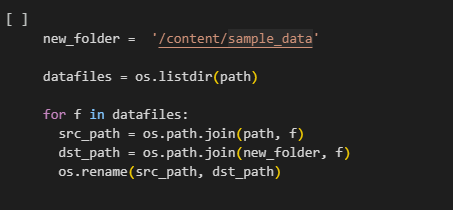 [ ]
new_folder =  '/content/sample_data'
datafiles = os.listdir(path)
for f in datafiles:
  src_path = os.path.join(path, f)
  dst_path = os.path.join(new_folder, f)
  os.rename(src_path, dst_path)